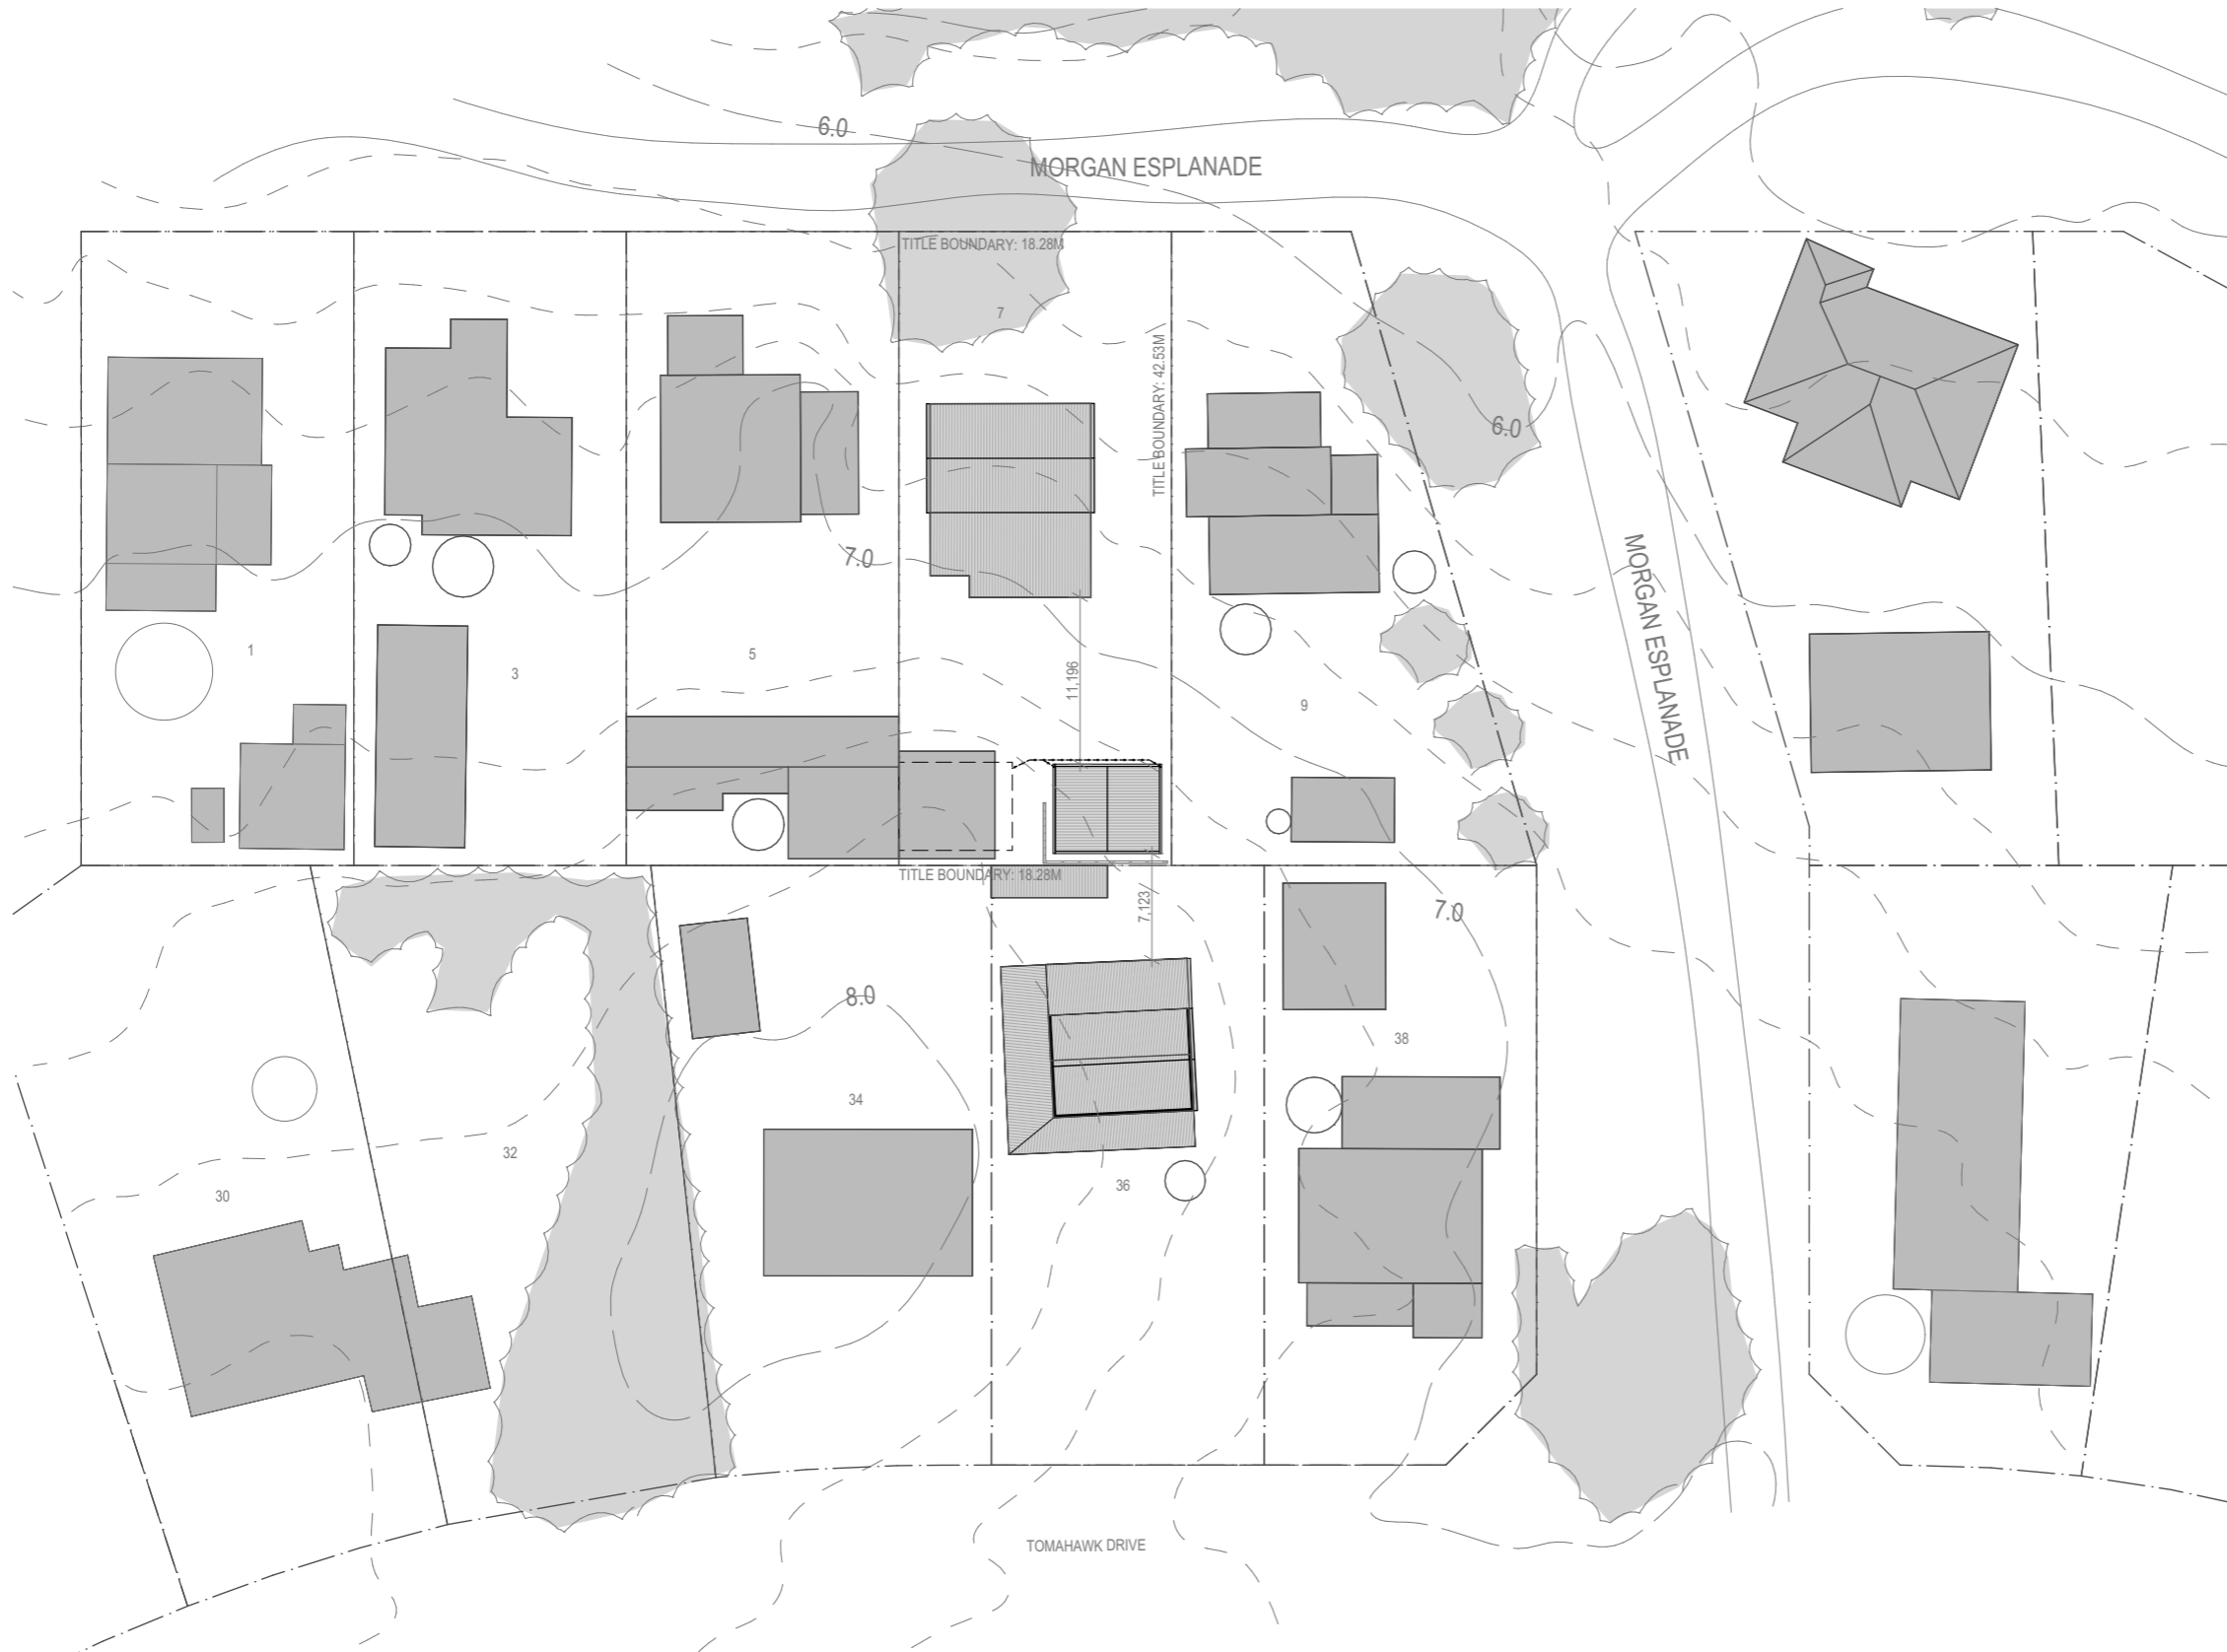 6.0
MORGAN ESPLANADE
TITLE BOUNDARY: 18.28M
7
TITLE BOUNDARY: 42.53M
6.0
7.0
MORGAN ESPLANADE
1
3
5
11,196
9
TITLE BOUNDARY: 18.28M
7,123
7.0
8.0
38
34
32
36
30
TOMAHAWK DRIVE